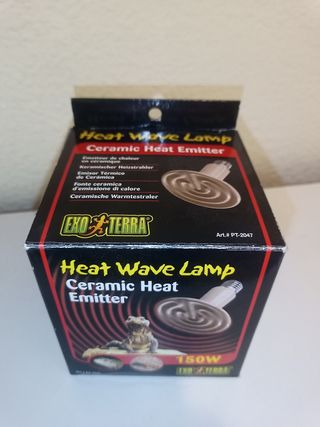 Heat Wave Lamp
Ceramic Heat Emitter
Emetteur de chaleur
en céramique
Keramischer Heizstrahler
Emisor Térmico
de Cerámica
Fonte ceramica
d'emissione di calore
Ceramische Warmtestraler
EXO TERRA
Art.# PT-2047
Heat Wave Lamp
Ceramic Heat
Emitter
150W
EXO TERRA